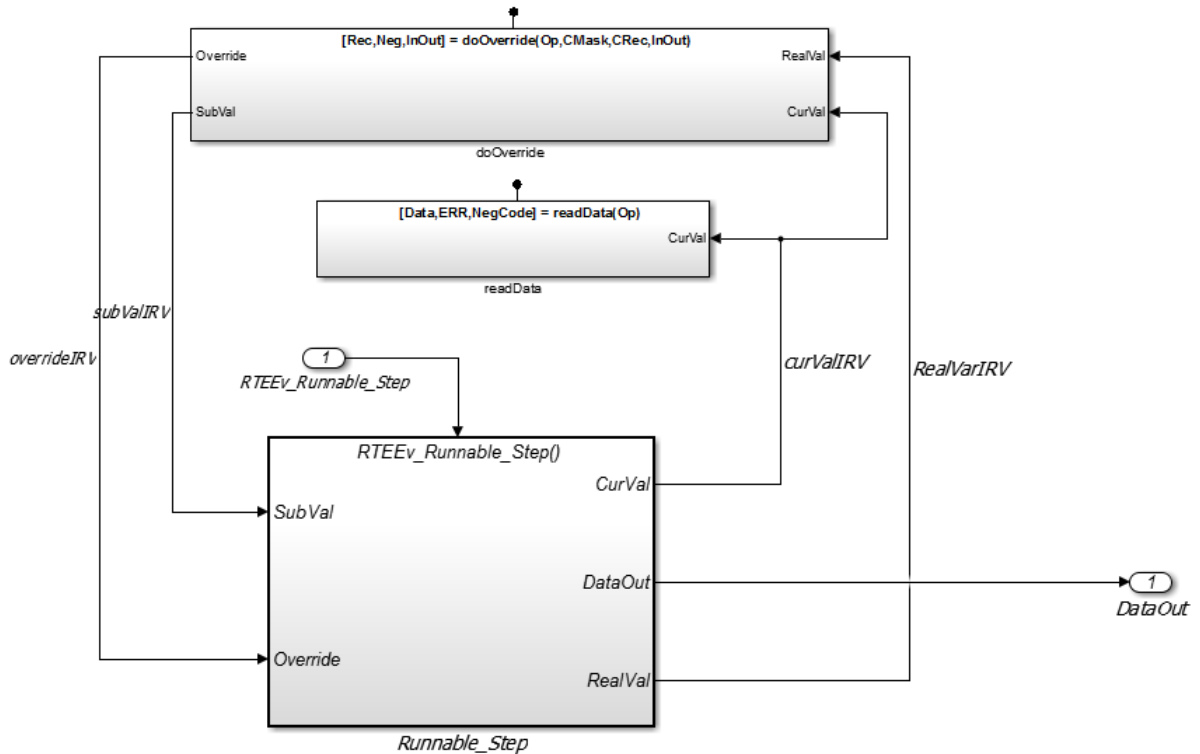 [Rec,Neg,InOut] = doOverride(Op,CMask,CRec,InOut)
Override
RealVal
SubVal
CurVal
doOverride
[Data,ERR,NegCode] = readData(Op)
CurVal
readData
subValIRV
overrideIRV
1
RTEEv_Runnable_Step
curValIRV
RealVarIRV
RTEEv_Runnable_Step()
CurVal
SubVal
DataOut
1
DataOut
Override
RealVal
Runnable_Step